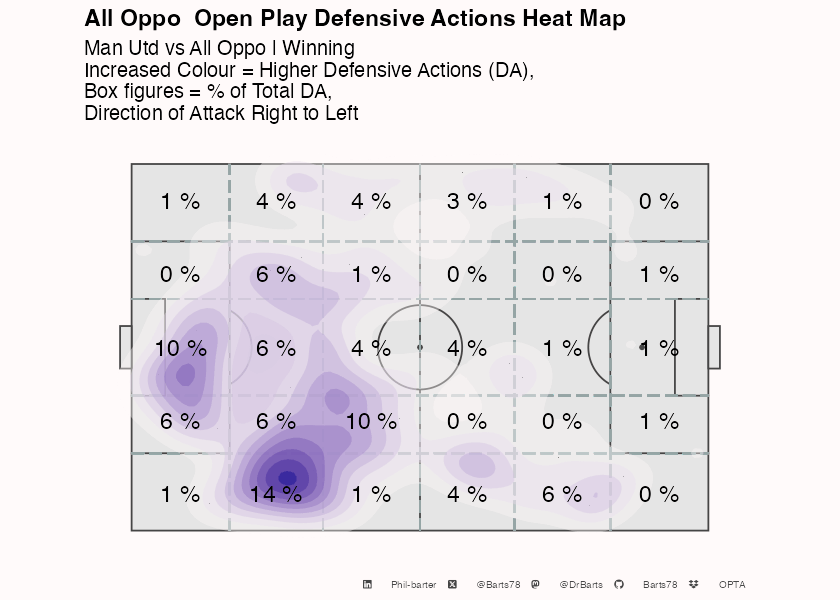 All Oppo  Open Play Defensive Actions Heat Map
Man Utd vs All Oppo | Winning
Increased Colour = Higher Defensive Actions (DA),
Box figures = % of Total DA,
Direction of Attack Right to Left
1 % 4 % 4 % 3 % 1 % 0 %
0 % 6 % 1 % 0 % 0 % 1 %
10 % 6 % 4 % 4 % 1 % 1 %
6 % 6 % 10 % 0 % 0 % 1 %
1 % 14 % 1 % 4 % 6 % 0 %
Phil-barter @Barts78 @DrBarts Barts78 OPTA